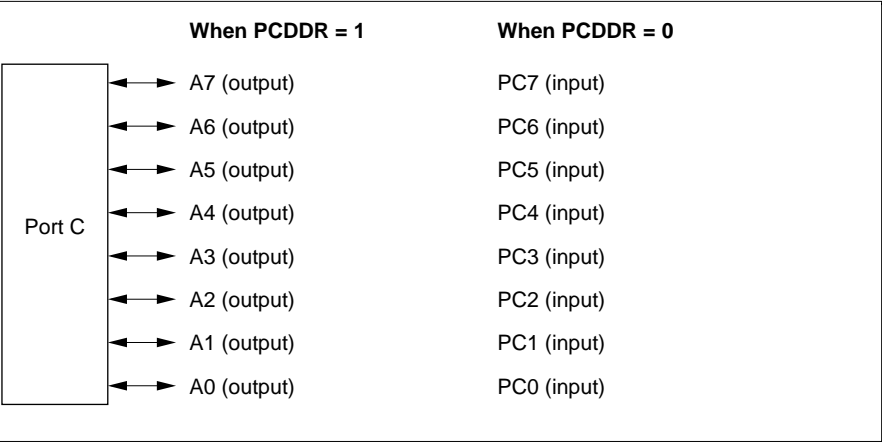 When PCDDR = 1 When PCDDR = 0
A7 (output) PC7 (input)
A6 (output) PC6 (input)
A5 (output) PC5 (input)
Port C A4 (output) PC4 (input)
A3 (output) PC3 (input)
A2 (output) PC2 (input)
A1 (output) PC1 (input)
A0 (output) PC0 (input)